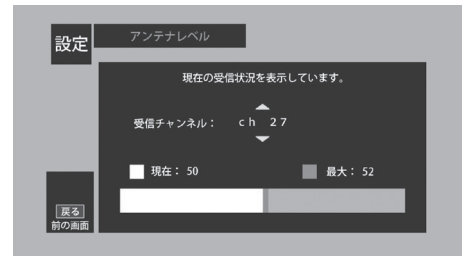 設定
アンテナレベル
現在の受信状況を表示しています。
受信チャンネル： ch 27
現在： 50 最大： 52
戻る
前の画面